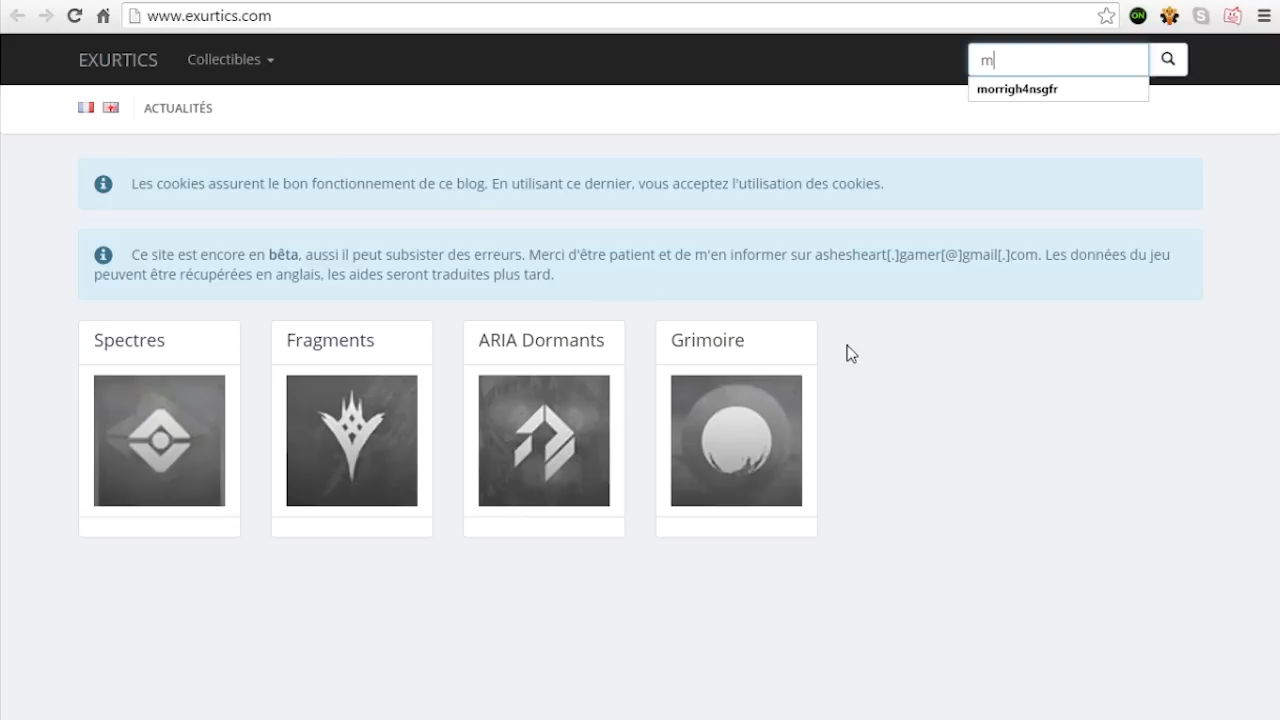 www.exurtics.com
EXURTICS
Collectibles
m
morrigh4nsgfr
ACTUALITÉS
Les cookies assurent le bon fonctionnement de ce blog. En utilisant ce dernier, vous acceptez l'utilisation des cookies.
Ce site est encore en bêta, aussi il peut subsister des erreurs. Merci d'être patient et de m'en informer sur ashesheart[.]gamer[@]gmail[.]com. Les données du jeu
peuvent être récupérées en anglais, les aides seront traduites plus tard.
Spectres
Fragments
ARIA Dormants
Grimoire
ON